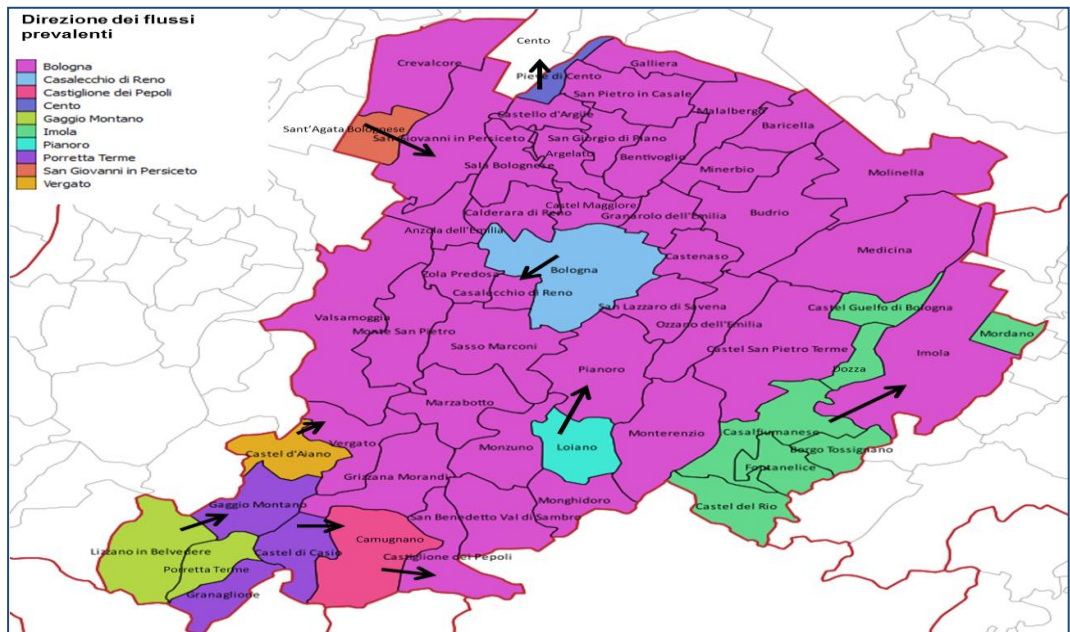 Direzione dei flussi
prevalenti
Bologna
Casalecchio di Reno
Castiglione dei Pepoli
Cento
Gaggio Montano
Imola
Pianoro
Porretta Terme
San Giovanni in Persiceto
Vergato
Cento
Crevalcore
Galliera
Pieve di Cento
San Pietro in Casale
Malalbergo
Castello d'Argile
Baricella
Sant'Agata Bolognese
San Giovanni in Persiceto
San Giorgio di Piano
Argelato
Bentivoglio
Sala Bolognese
Minerbio
Molinella
Castel Maggiore
Calderara di Reno
Granarolo dell'Emilia
Budrio
Anzola dell'Emilia
Medicina
Castenaso
Bologna
Zola Predosa
Casalecchio di Reno
San Lazzaro di Savena
Castel Guelfo di Bologna
Valsamoggia
Ozzano dell'Emilia
Monte San Pietro
Mordano
Sasso Marconi
Castel San Pietro Terme
Imola
Pianoro
Dozza
Marzabotto
Casalfiumanese
Monterenzio
Vergato
Monzuno
Loiano
Borgo Tossignano
Castel d'Aiano
Fontanelice
Grizzana Morandi
Monghidoro
Gaggio Montano
Castel del Rio
San Benedetto Val di Sambro
Camugnano
Lizzano in Belvedere
Castel di Casio
Castiglione dei Pepoli
Porretta Terme
Granaglione